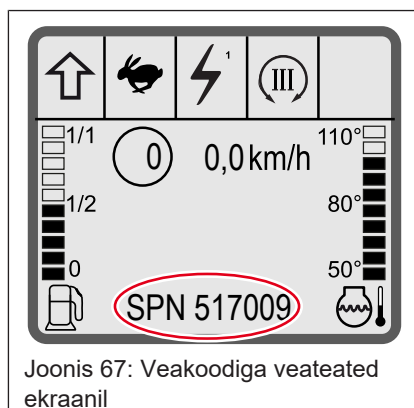 1
III
1/1
0
0,0 km/h
110°
1/2
80°
0
50°
SPN 517009
Joonis 67: Veakoodiga veateated
ekraanil